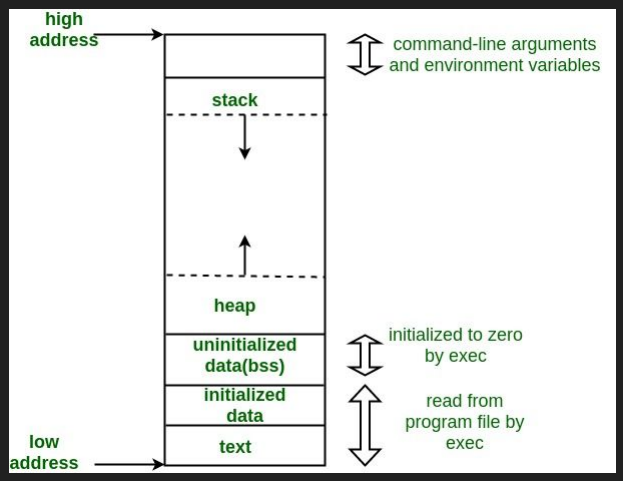 high
address
command-line arguments
and environment variables
stack
heap
uninitialized
data(bss)
initialized to zero
by exec
initialized
data
read from
program file by
exec
text
low
address